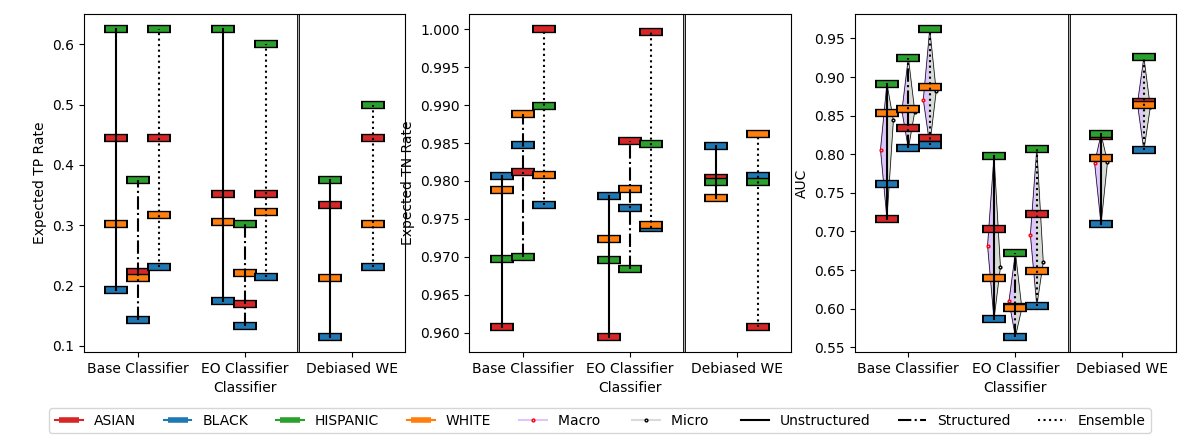 Expected TP Rate
0.6
0.5
0.4
0.3
0.2
0.1
Base Classifier EO Classifier Debiased WE
Classifier
Expected TN Rate
1.000
0.995
0.990
0.985
0.980
0.975
0.970
0.965
0.960
Base Classifier EO Classifier Debiased WE
Classifier
AUC
0.95
0.90
0.85
0.80
0.75
0.70
0.65
0.60
0.55
Base Classifier EO Classifier Debiased WE
Classifier
ASIAN BLACK HISPANIC WHITE Macro Micro Unstructured Structured Ensemble